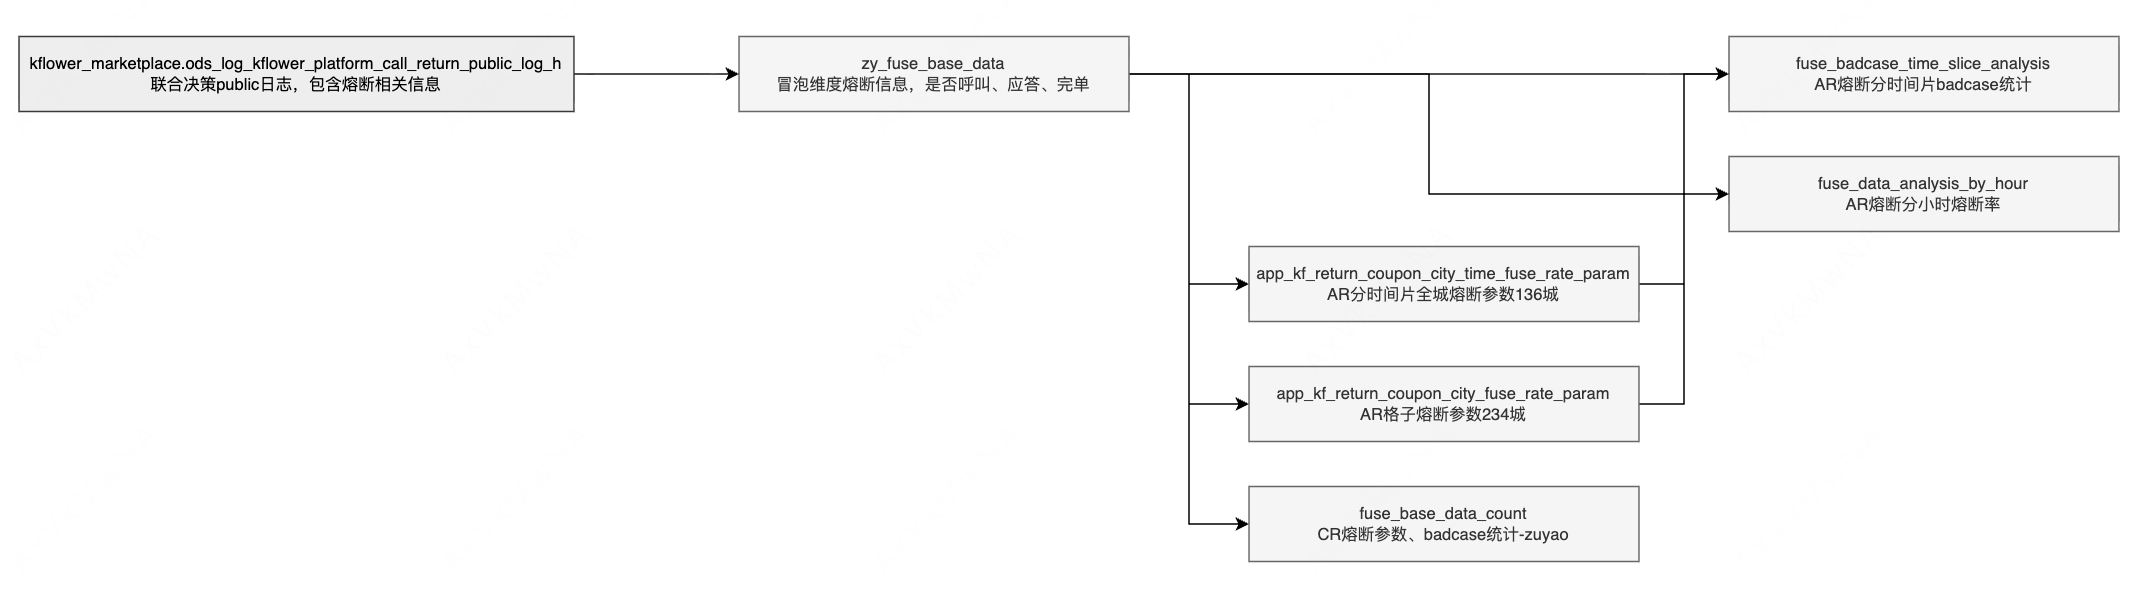 kflower_marketplace.ods_log_kflower_platform_call_return_public_log_h
联合决策public日志，包含熔断相关信息
zy_fuse_base_data
冒泡维度熔断信息，是否呼叫、应答、完单
fuse_badcase_time_slice_analysis
AR熔断分时间片badcase统计
fuse_data_analysis_by_hour
AR熔断分小时熔断率
app_kf_return_coupon_city_time_fuse_rate_param
AR分时间片全城熔断参数136城
app_kf_return_coupon_city_fuse_rate_param
AR格子熔断参数234城
fuse_base_data_count
CR熔断参数、badcase统计-zuyao